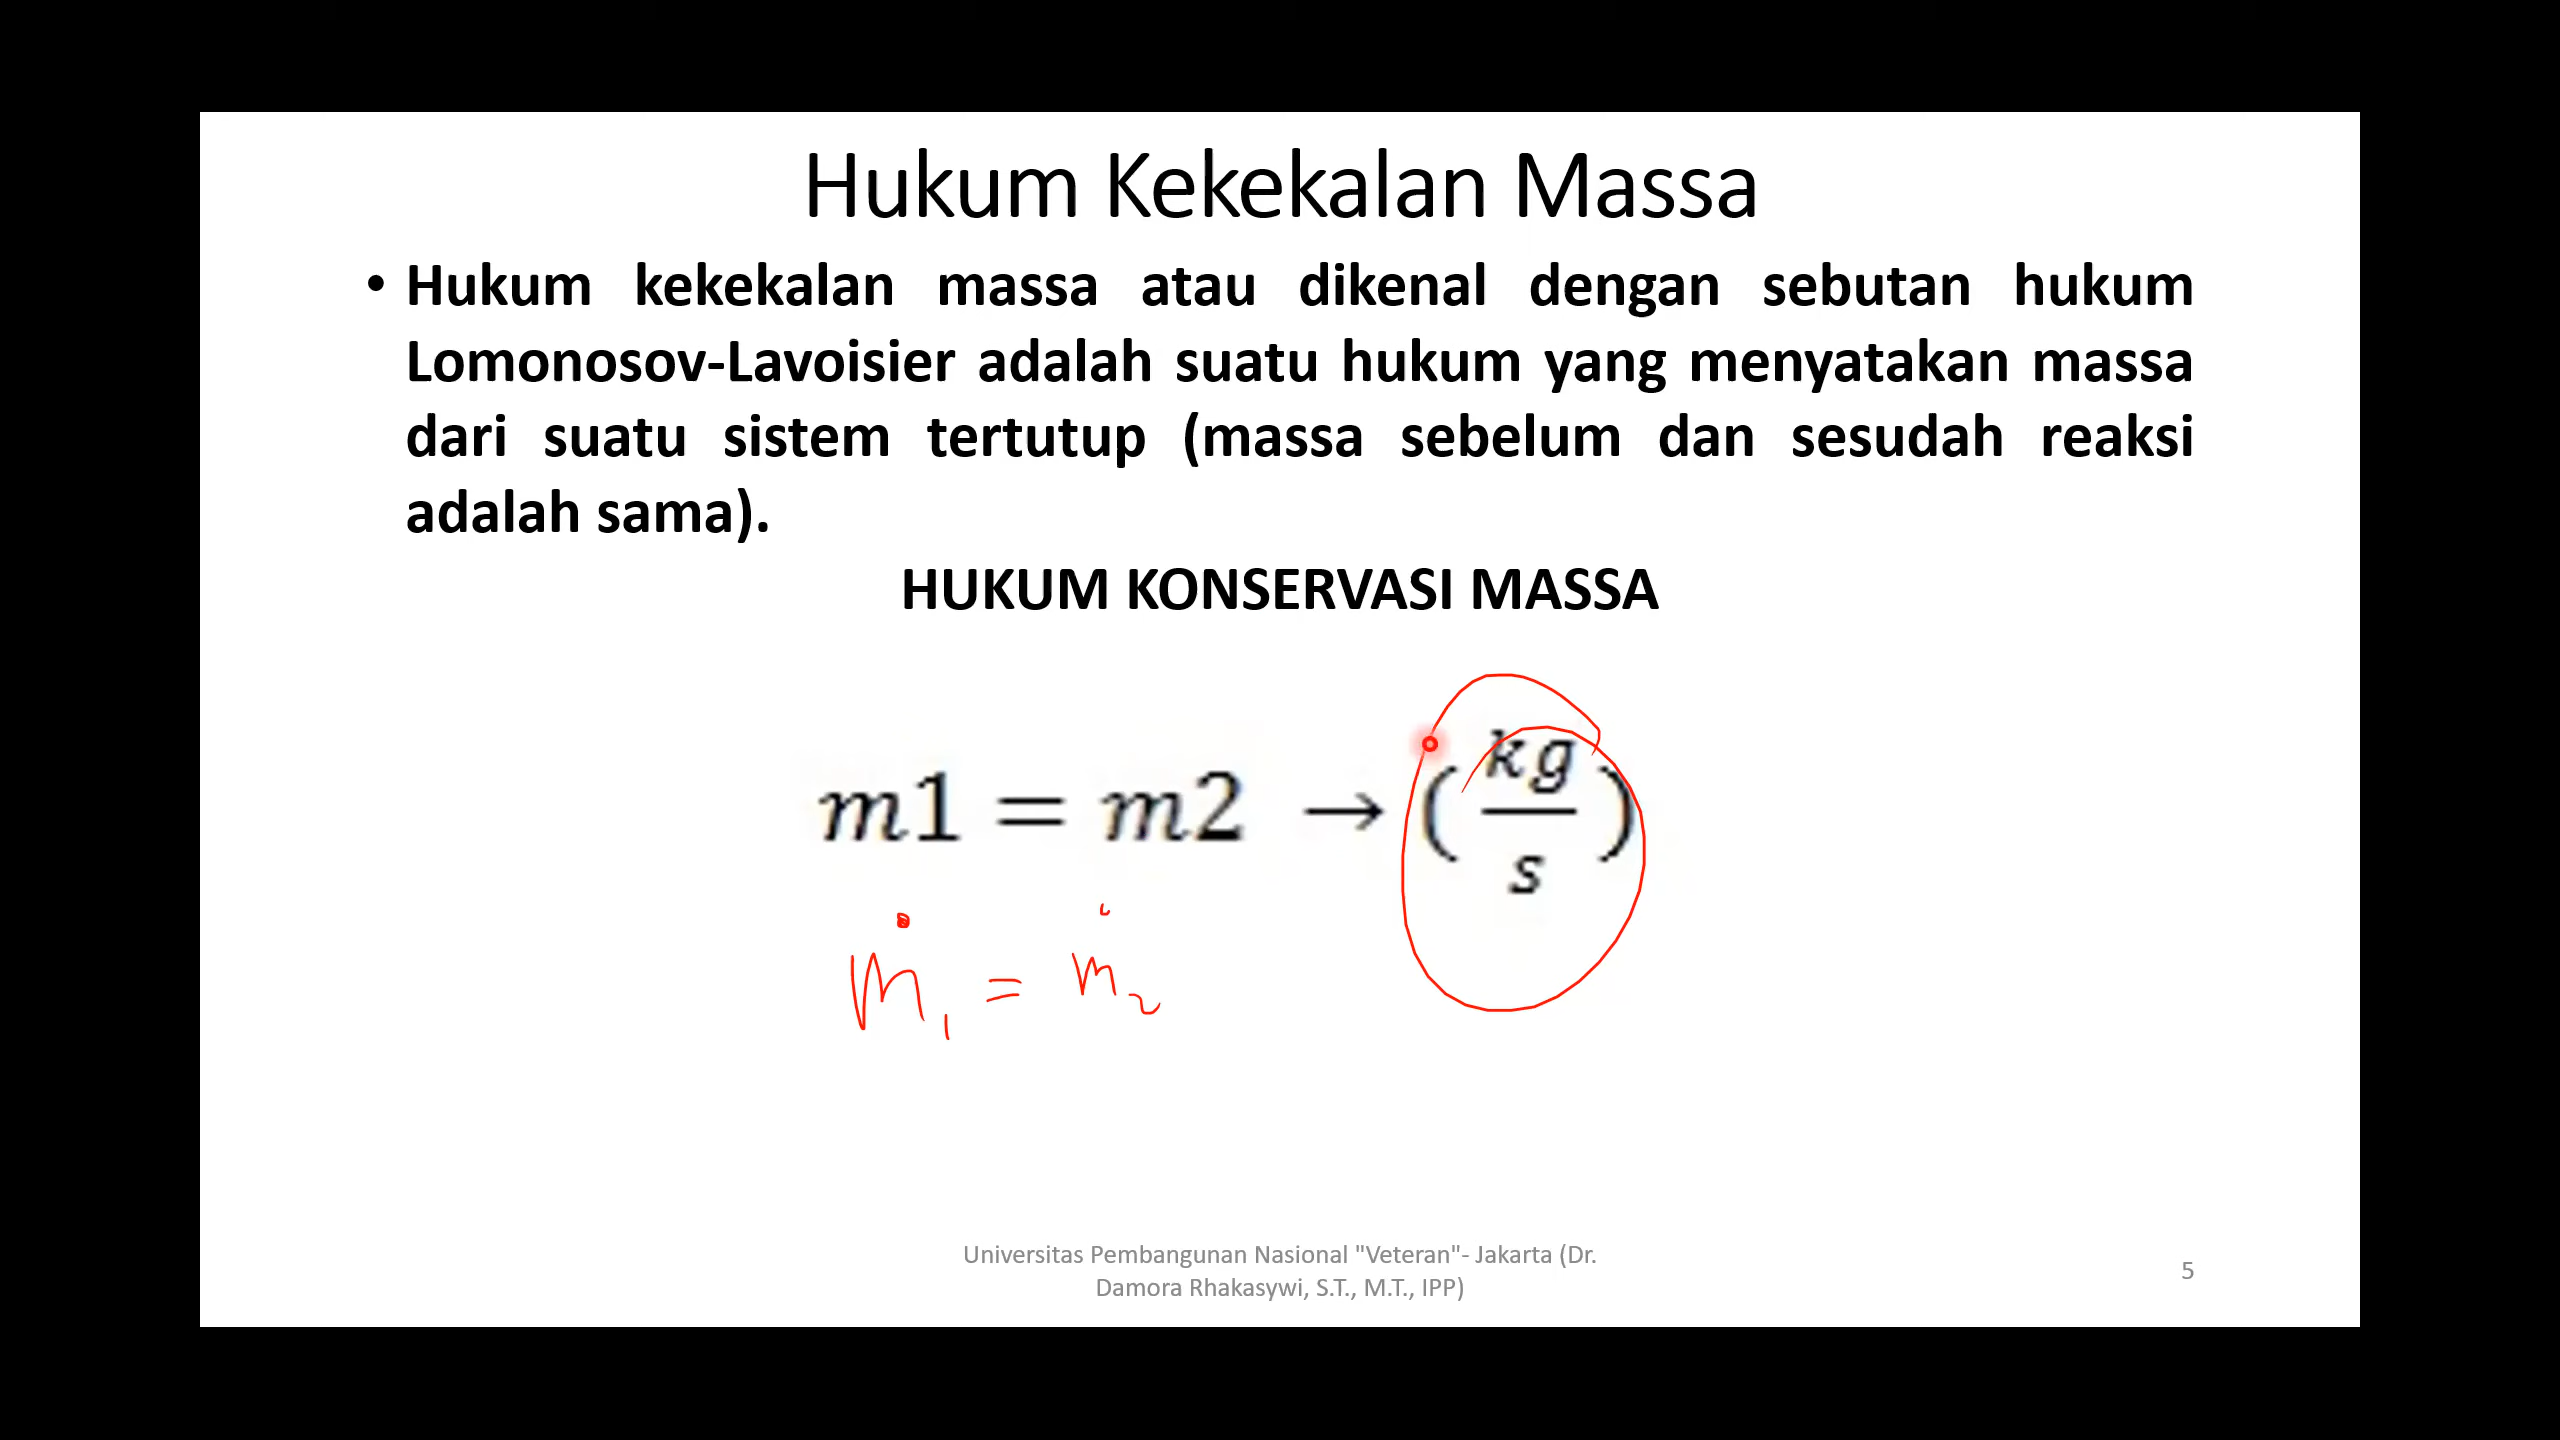 Hukum Kekekalan Massa
• Hukum kekekalan massa atau dikenal dengan sebutan hukum
Lomonosov-Lavoisier adalah suatu hukum yang menyatakan massa
dari suatu sistem tertutup (massa sebelum dan sesudah reaksi
adalah sama).
HUKUM KONSERVASI MASSA
m1 = m2 → (kg/s)
ṁ₁ = ṁ₂
Universitas Pembangunan Nasional "Veteran"- Jakarta (Dr.
Damora Rhakasywi, S.T., M.T., IPP)
5